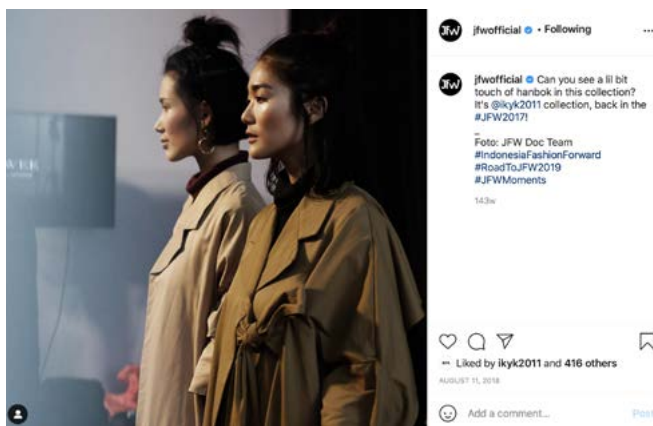 jfwofficial • Following
jfwofficial Can you see a lil bit
touch of hanbok in this collection?
It's @ikyk2011 collection, back in the
#JFW2017!
_
Foto: JFW Doc Team
#IndonesiaFashionForward
#RoadToJFW2019
#JFWMoments
143w
Liked by ikyk2011 and 416 others
AUGUST 11, 2018
Add a comment...
Post